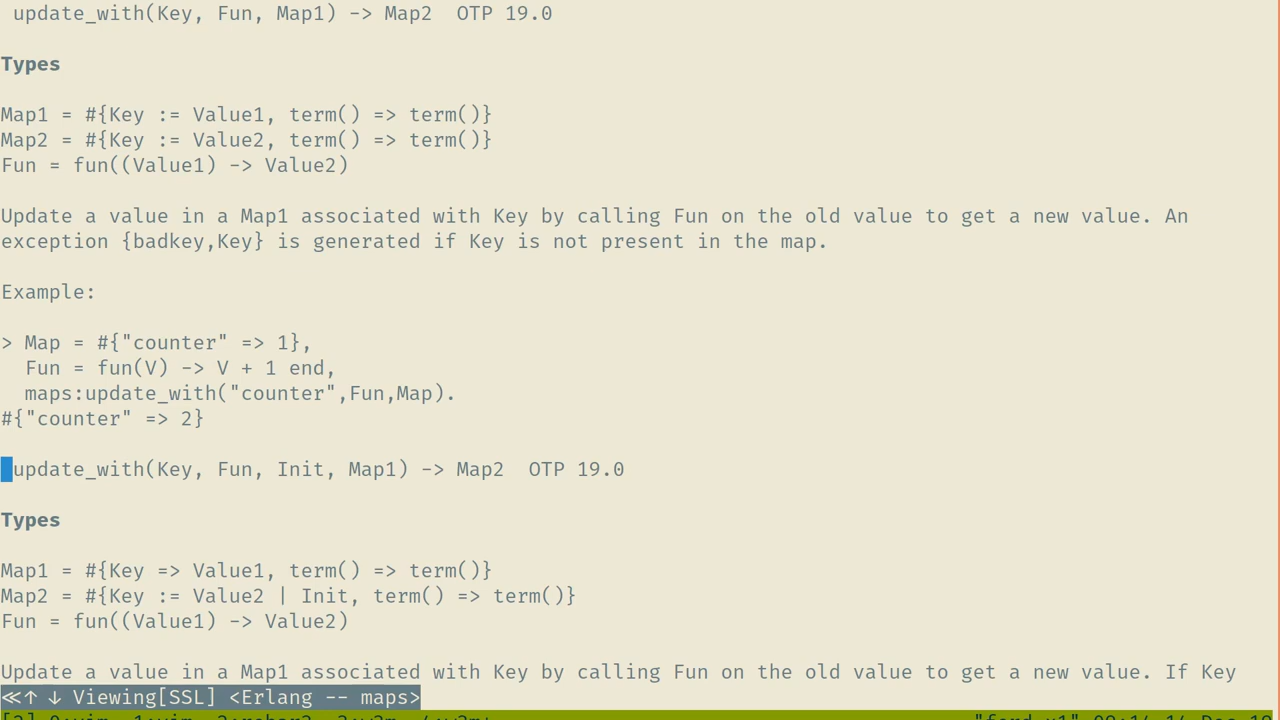 update_with(Key, Fun, Map1) -> Map2  OTP 19.0
Types
Map1 = #{Key := Value1, term() => term()}
Map2 = #{Key := Value2, term() => term()}
Fun = fun((Value1) -> Value2)
Update a value in a Map1 associated with Key by calling Fun on the old value to get a new value. An
exception {badkey,Key} is generated if Key is not present in the map.
Example:
> Map = #{"counter" => 1},
  Fun = fun(V) -> V + 1 end,
  maps:update_with("counter",Fun,Map).
#{"counter" => 2}
update_with(Key, Fun, Init, Map1) -> Map2  OTP 19.0
Types
Map1 = #{Key => Value1, term() => term()}
Map2 = #{Key := Value2 | Init, term() => term()}
Fun = fun((Value1) -> Value2)
Update a value in a Map1 associated with Key by calling Fun on the old value to get a new value. If Key
≪↑ ↓ Viewing[SSL] <Erlang -- maps>